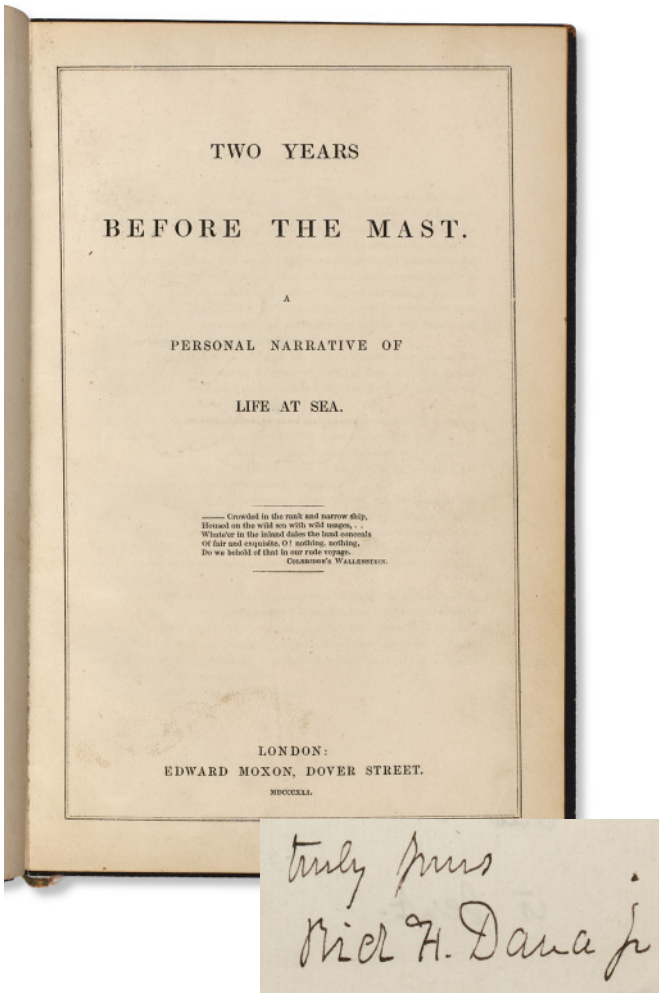 TWO YEARS
BEFORE THE MAST.
A
PERSONAL NARRATIVE OF
LIFE AT SEA.
—— Crowded in the rank and narrow ship,
Housed on the wild sea with wild usages, . .
Whate'er in the inland dales the land conceals
Of fair and exquisite, O! nothing, nothing,
Do we behold of that in our rude voyage.
COLERIDGE'S WALLENSTEIN.
LONDON:
EDWARD MOXON, DOVER STREET.
MDCCCXLI.
truly yours
Rich H. Dana Jr